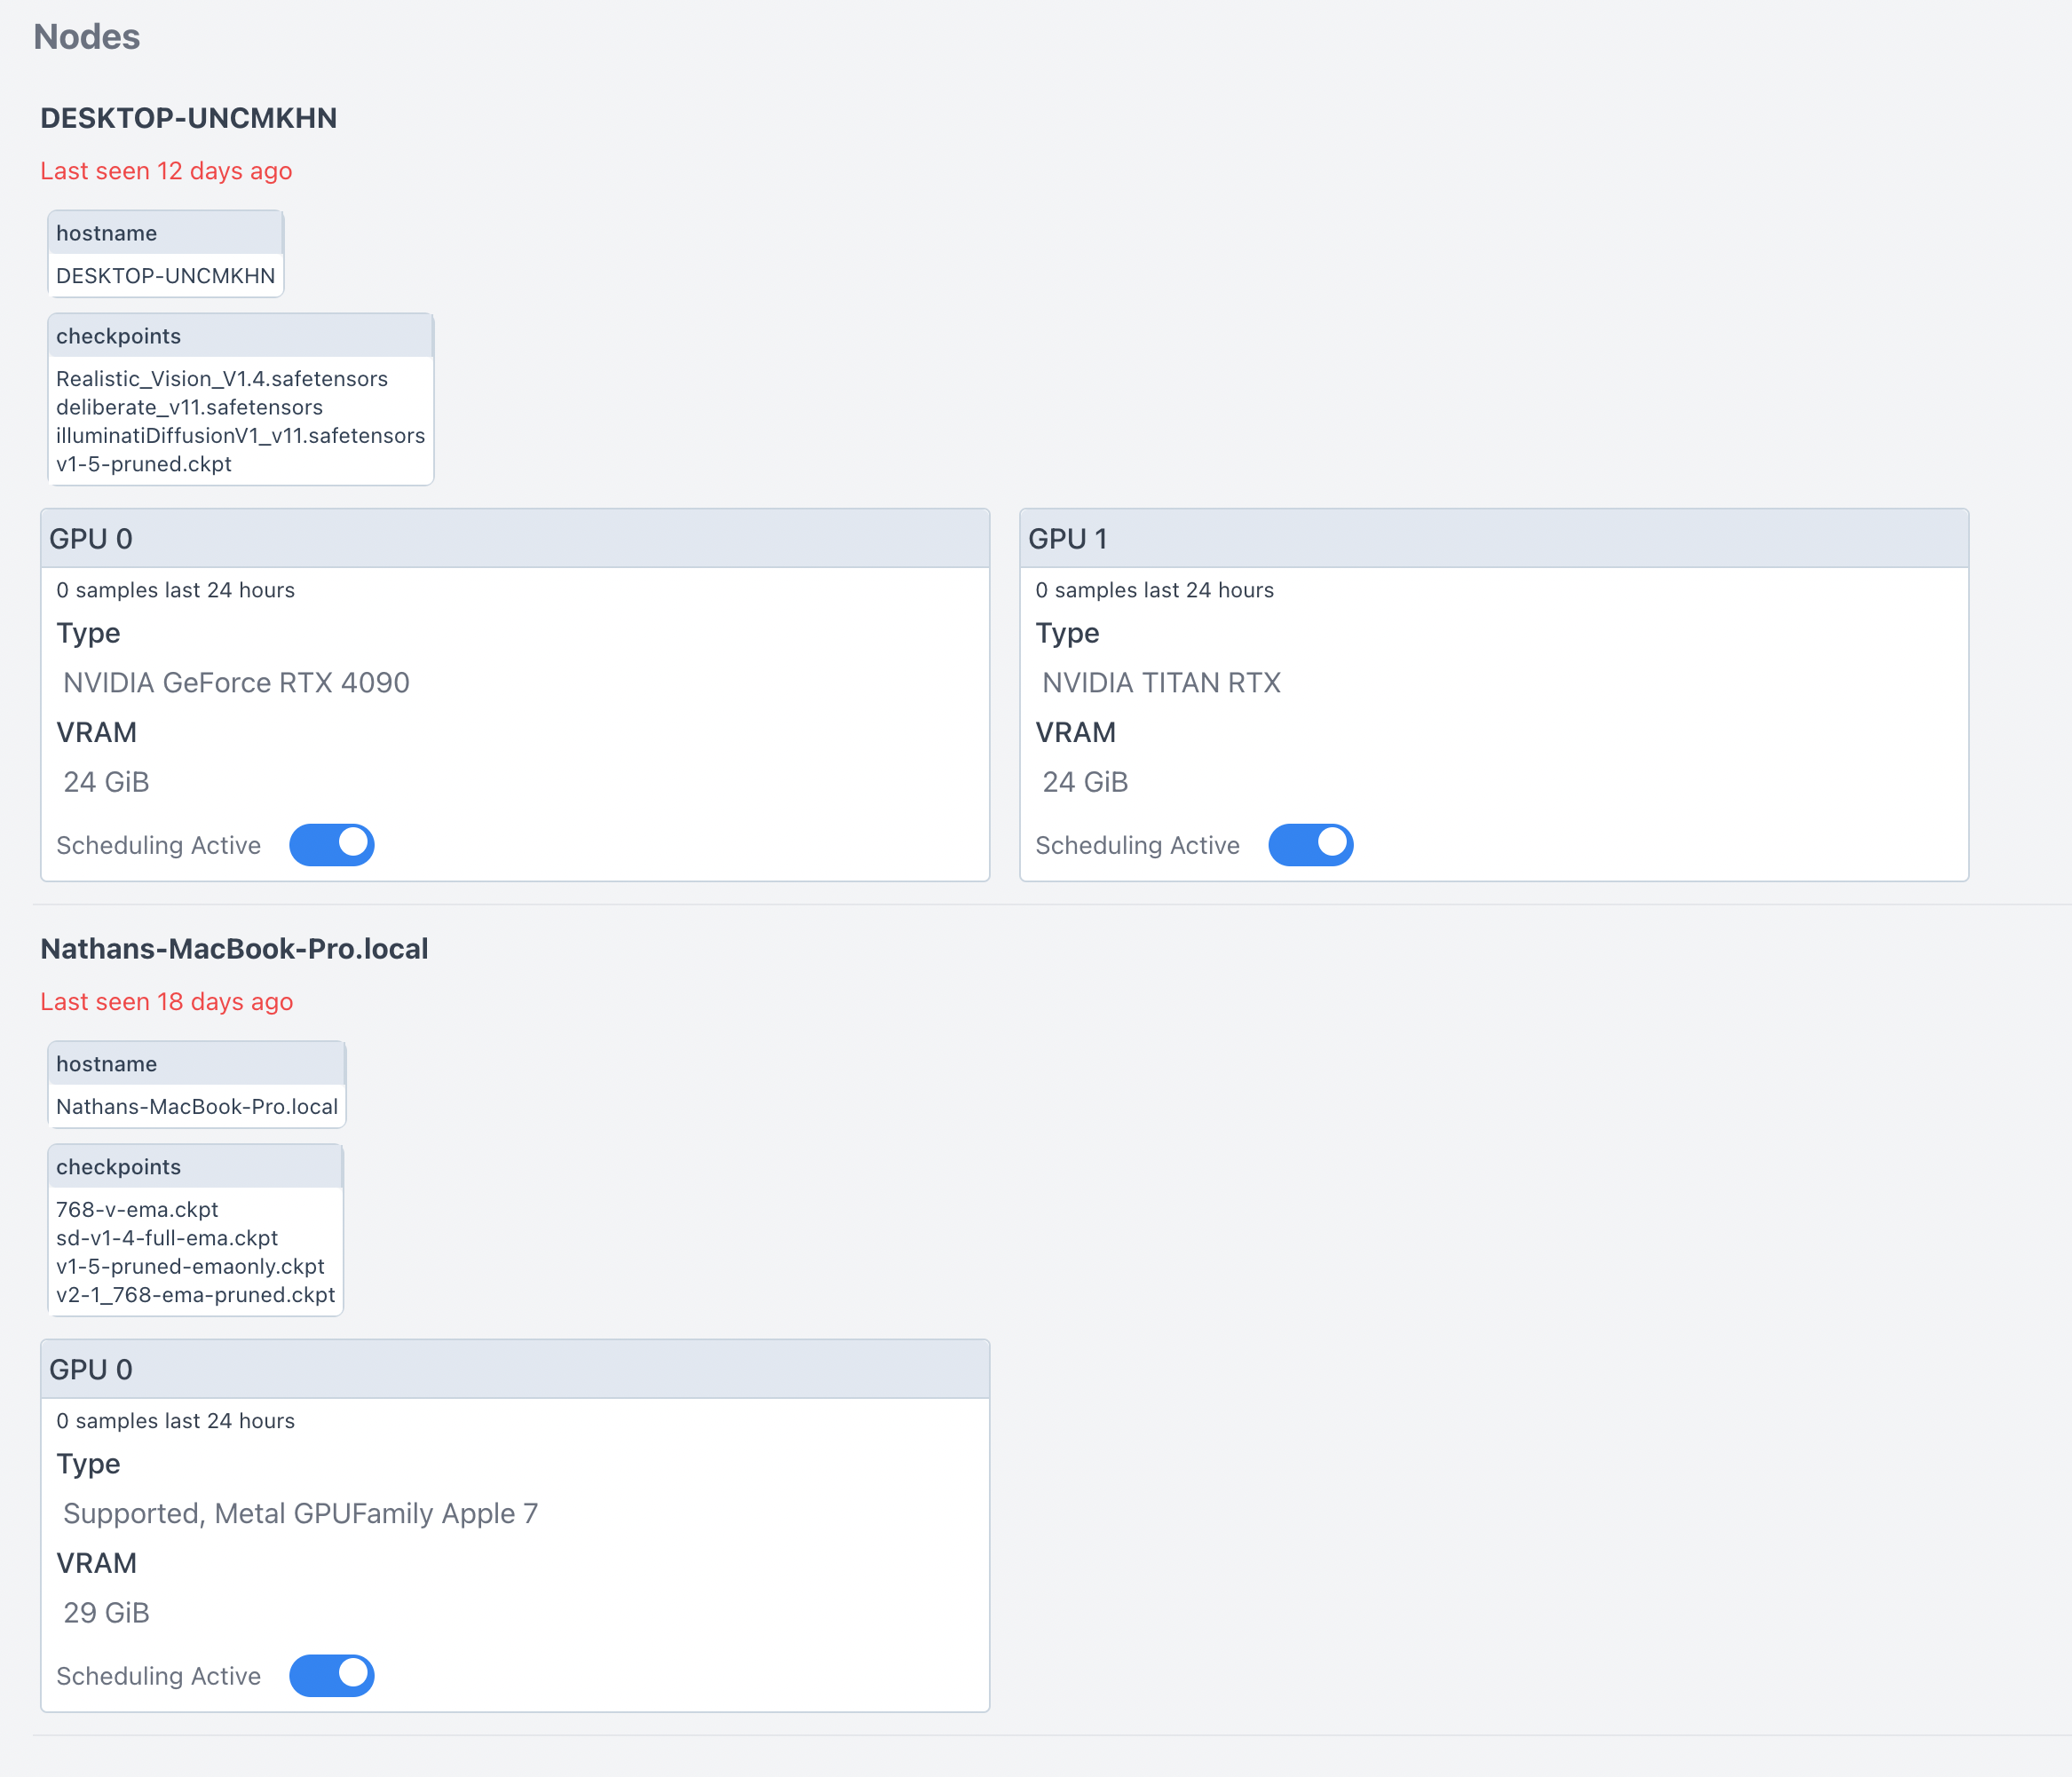 Nodes
DESKTOP-UNCMKHN
Last seen 12 days ago
hostname
DESKTOP-UNCMKHN
checkpoints
Realistic_Vision_V1.4.safetensors
deliberate_v11.safetensors
illuminatiDiffusionV1_v11.safetensors
v1-5-pruned.ckpt
GPU 0
0 samples last 24 hours
Type
NVIDIA GeForce RTX 4090
VRAM
24 GiB
Scheduling Active
GPU 1
0 samples last 24 hours
Type
NVIDIA TITAN RTX
VRAM
24 GiB
Scheduling Active
Nathans-MacBook-Pro.local
Last seen 18 days ago
hostname
Nathans-MacBook-Pro.local
checkpoints
768-v-ema.ckpt
sd-v1-4-full-ema.ckpt
v1-5-pruned-emaonly.ckpt
v2-1_768-ema-pruned.ckpt
GPU 0
0 samples last 24 hours
Type
Supported, Metal GPUFamily Apple 7
VRAM
29 GiB
Scheduling Active